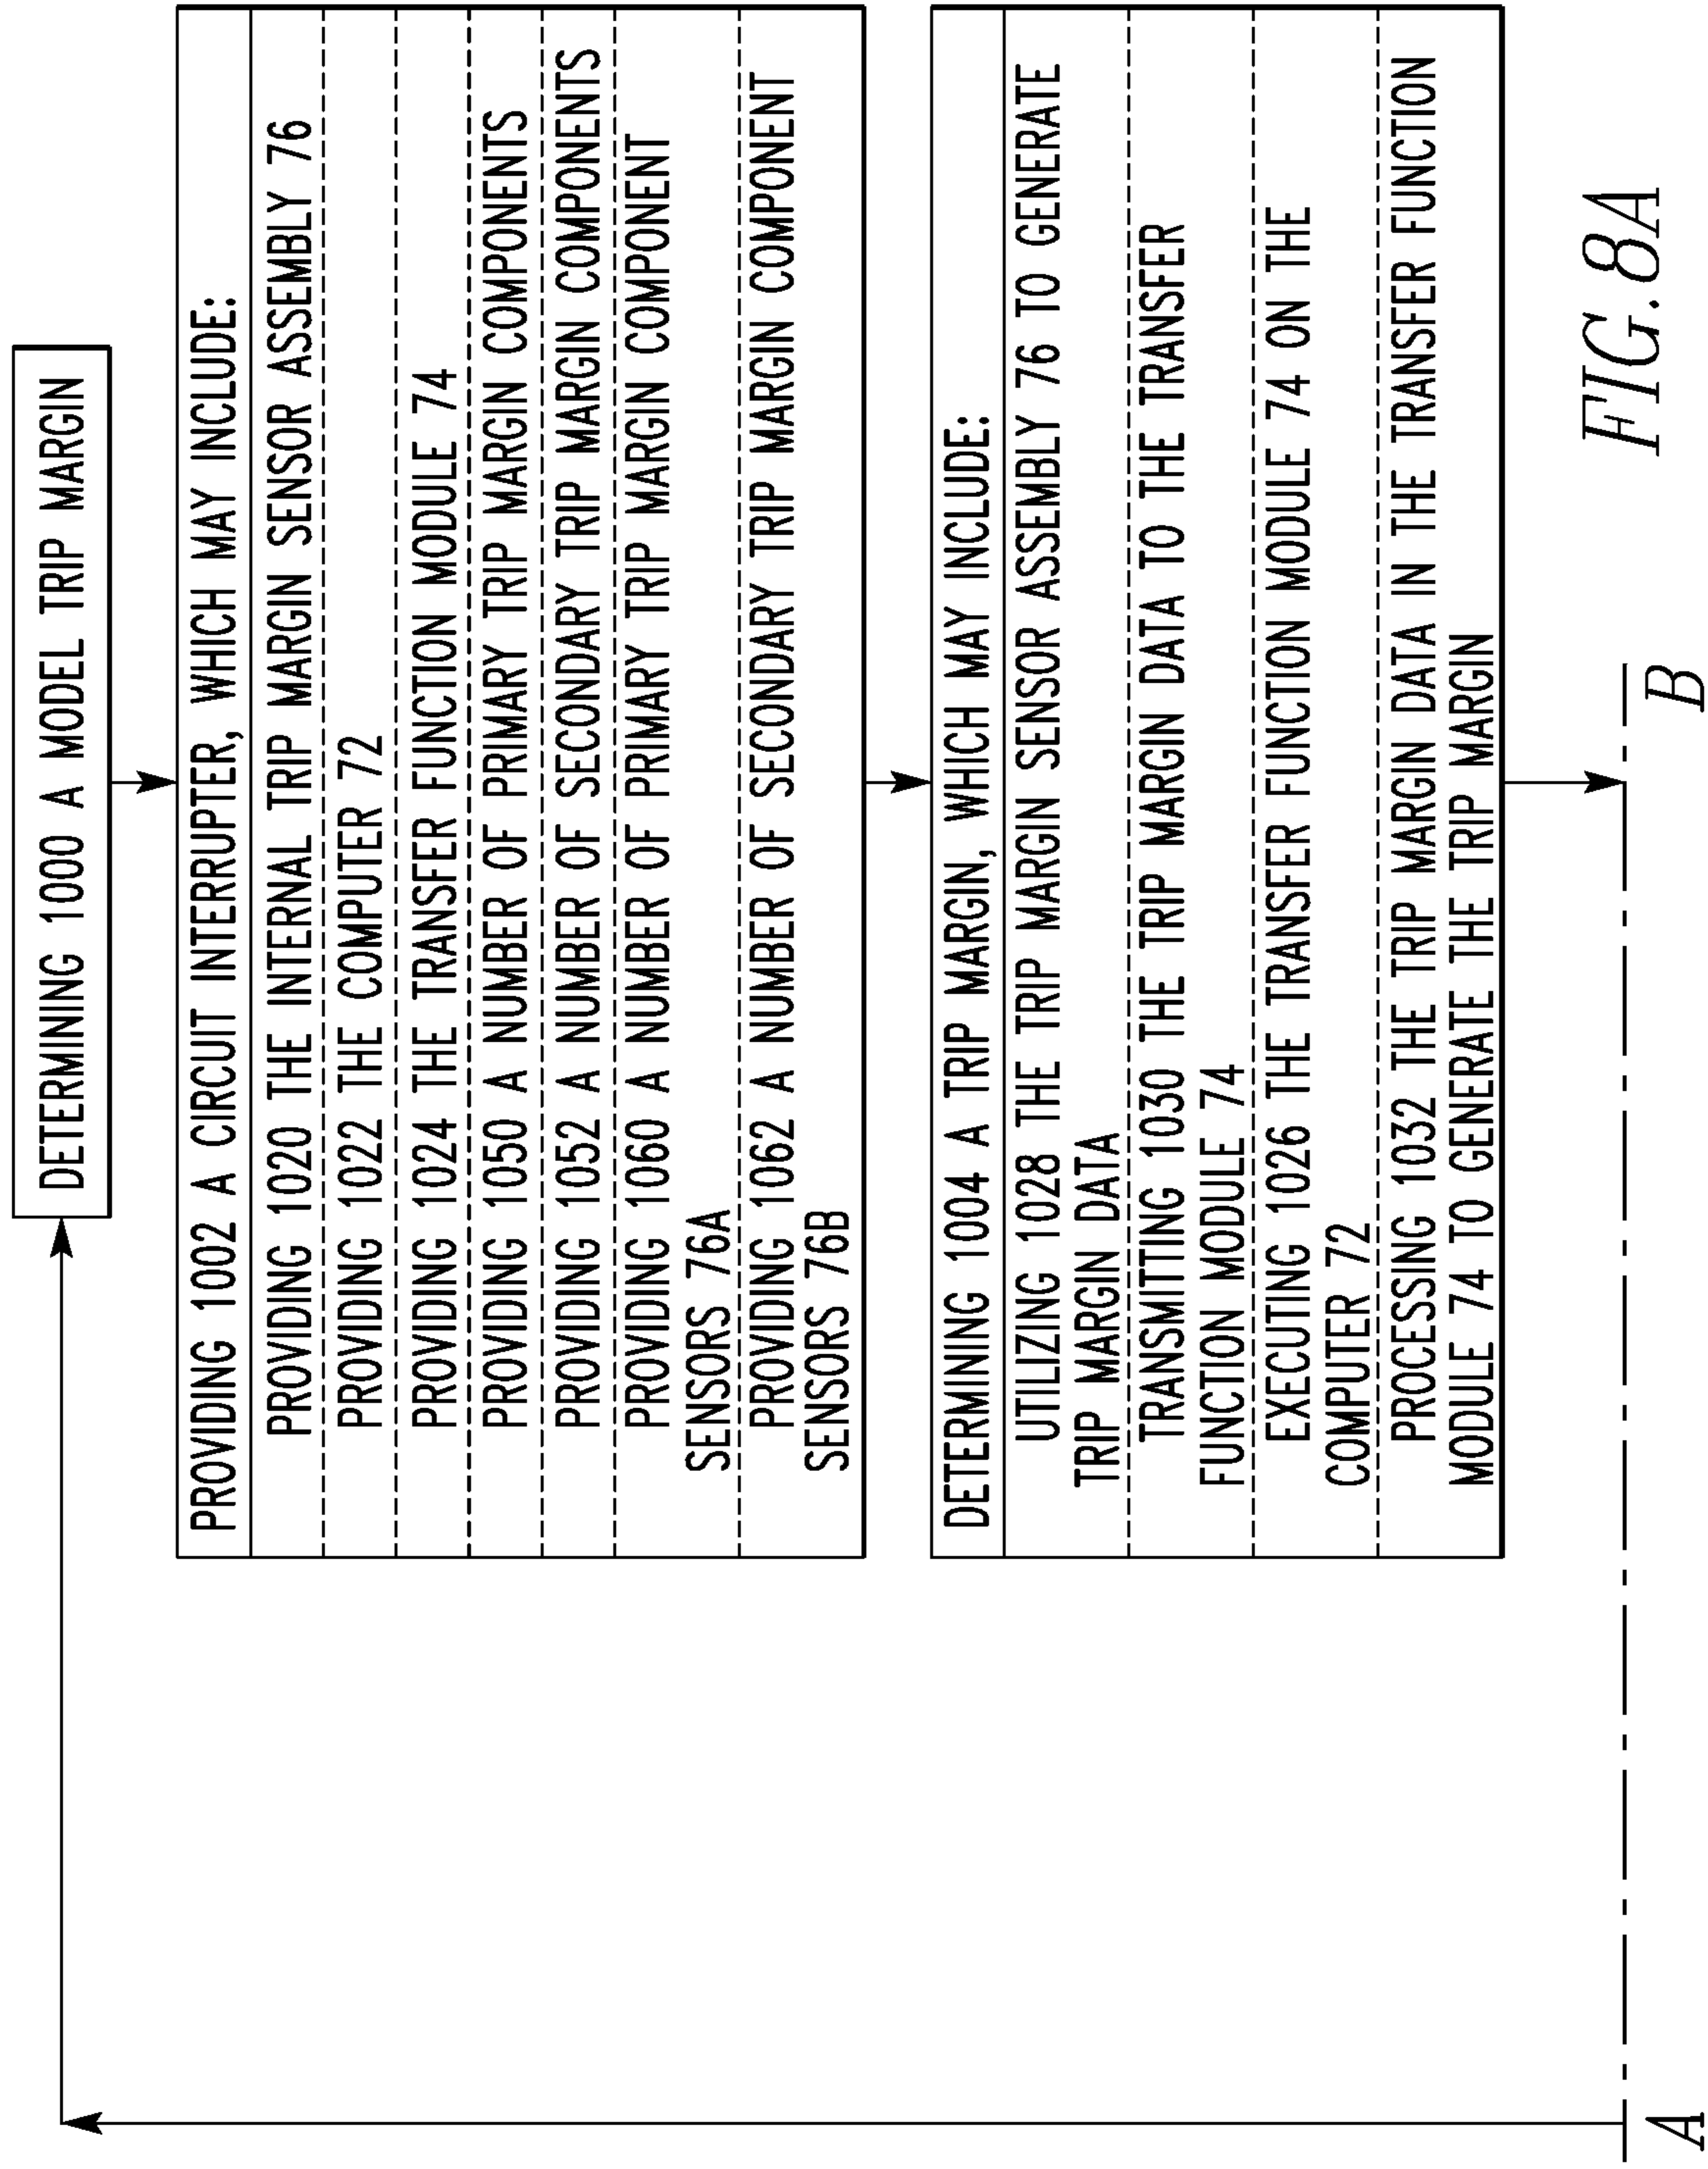 DETERMINING 1000 A MODEL TRIP MARGIN
PROVIDING 1002 A CIRCUIT INTERRUPTER, WHICH MAY INCLUDE:
PROVIDING 1020 THE INTERNAL TRIP MARGIN SENSOR ASSEMBLY 76
PROVIDING 1022 THE COMPUTER 72
PROVIDING 1024 THE TRANSFER FUNCTION MODULE 74
PROVIDING 1050 A NUMBER OF PRIMARY TRIP MARGIN COMPONENTS
PROVIDING 1052 A NUMBER OF SECONDARY TRIP MARGIN COMPONENTS
PROVIDING 1060 A NUMBER OF PRIMARY TRIP MARGIN COMPONENT
SENSORS 76A
PROVIDING 1062 A NUMBER OF SECONDARY TRIP MARGIN COMPONENT
SENSORS 76B
DETERMINING 1004 A TRIP MARGIN, WHICH MAY INCLUDE:
UTILIZING 1028 THE TRIP MARGIN SENSOR ASSEMBLY 76 TO GENERATE
TRIP MARGIN DATA
TRANSMITTING 1030 THE TRIP MARGIN DATA TO THE TRANSFER
FUNCTION MODULE 74
EXECUTING 1026 THE TRANSFER FUNCTION MODULE 74 ON THE
COMPUTER 72
PROCESSING 1032 THE TRIP MARGIN DATA IN THE TRANSFER FUNCTION
MODULE 74 TO GENERATE THE TRIP MARGIN
A
B
FIG. 8A